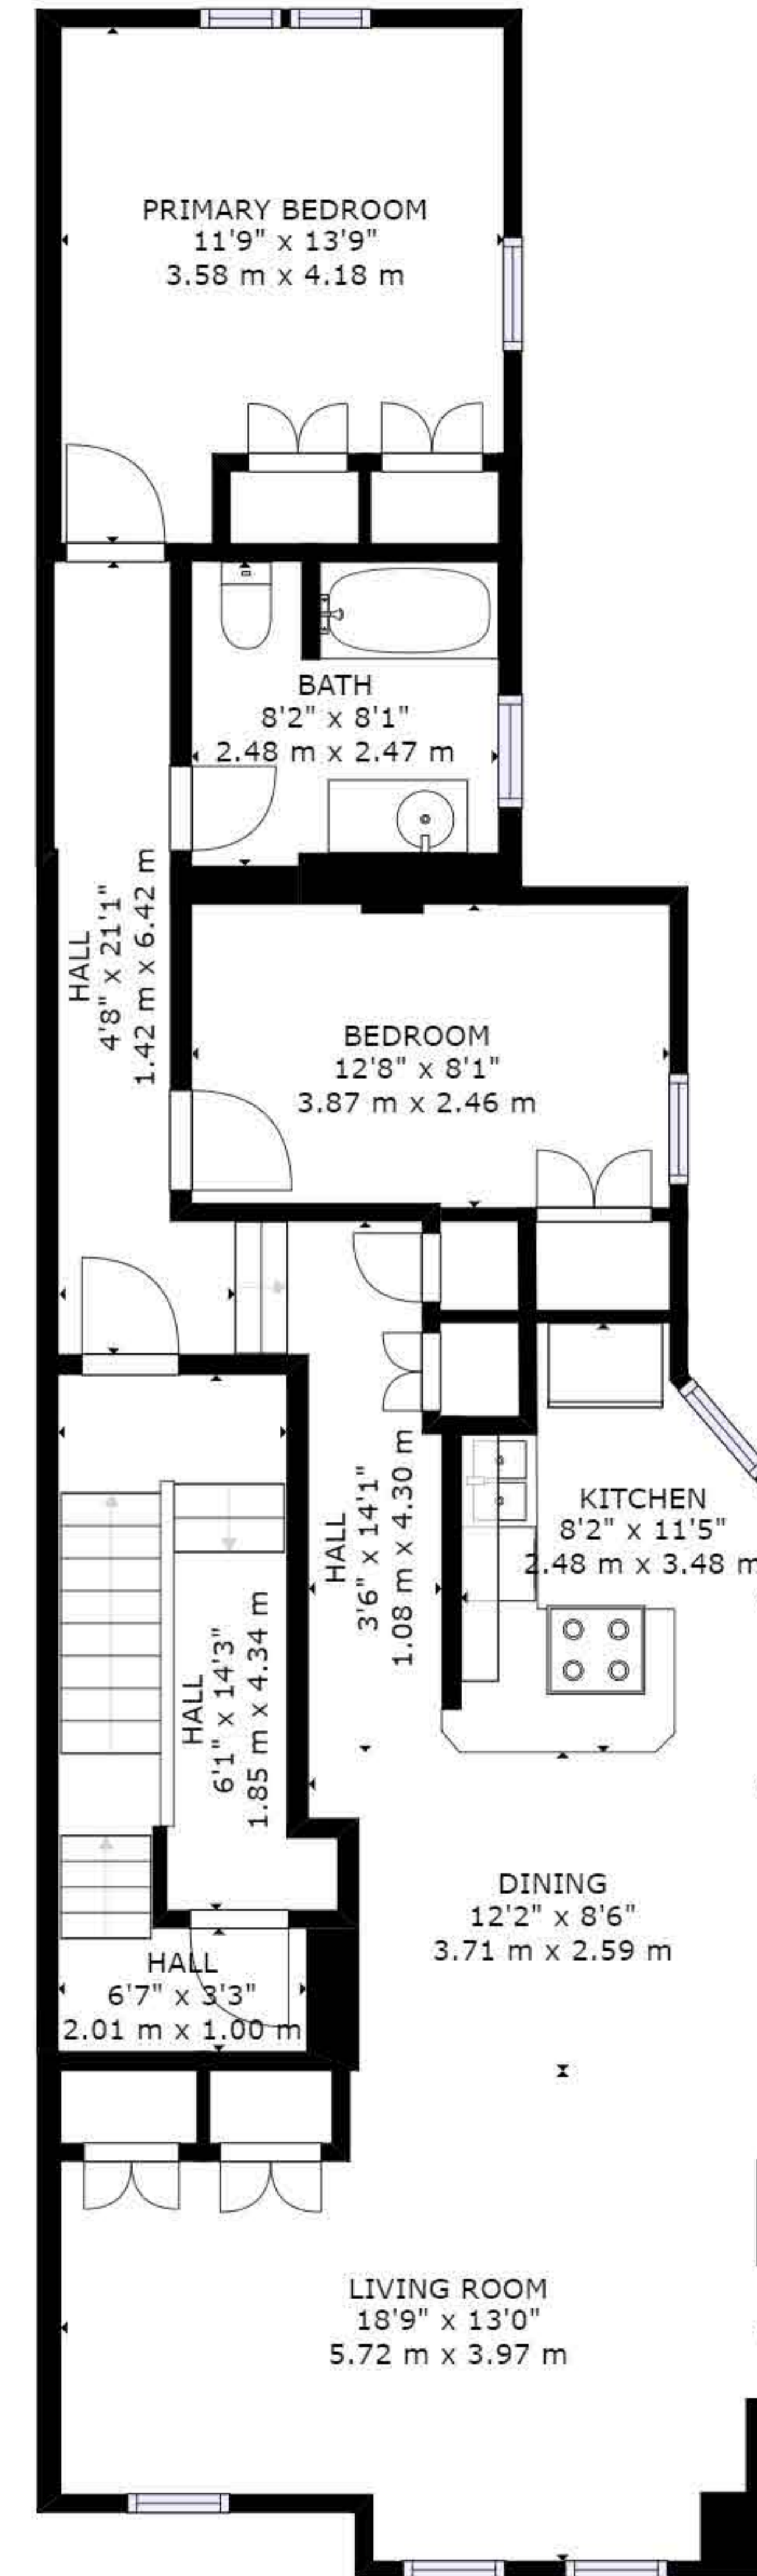 PRIMARY BEDROOM
11'9" x 13'9"
3.58 m x 4.18 m
BATH
8'2" x 8'1"
2.48 m x 2.47 m
HALL
4'8" x 21'1"
1.42 m x 6.42 m
BEDROOM
12'8" x 8'1"
3.87 m x 2.46 m
HALL
3'6" x 14'1"
1.08 m x 4.30 m
KITCHEN
8'2" x 11'5"
2.48 m x 3.48 m
HALL
6'1" x 14'3"
1.85 m x 4.34 m
DINING
12'2" x 8'6"
3.71 m x 2.59 m
HALL
6'7" x 3'3"
2.01 m x 1.00 m
LIVING ROOM
18'9" x 13'0"
5.72 m x 3.97 m